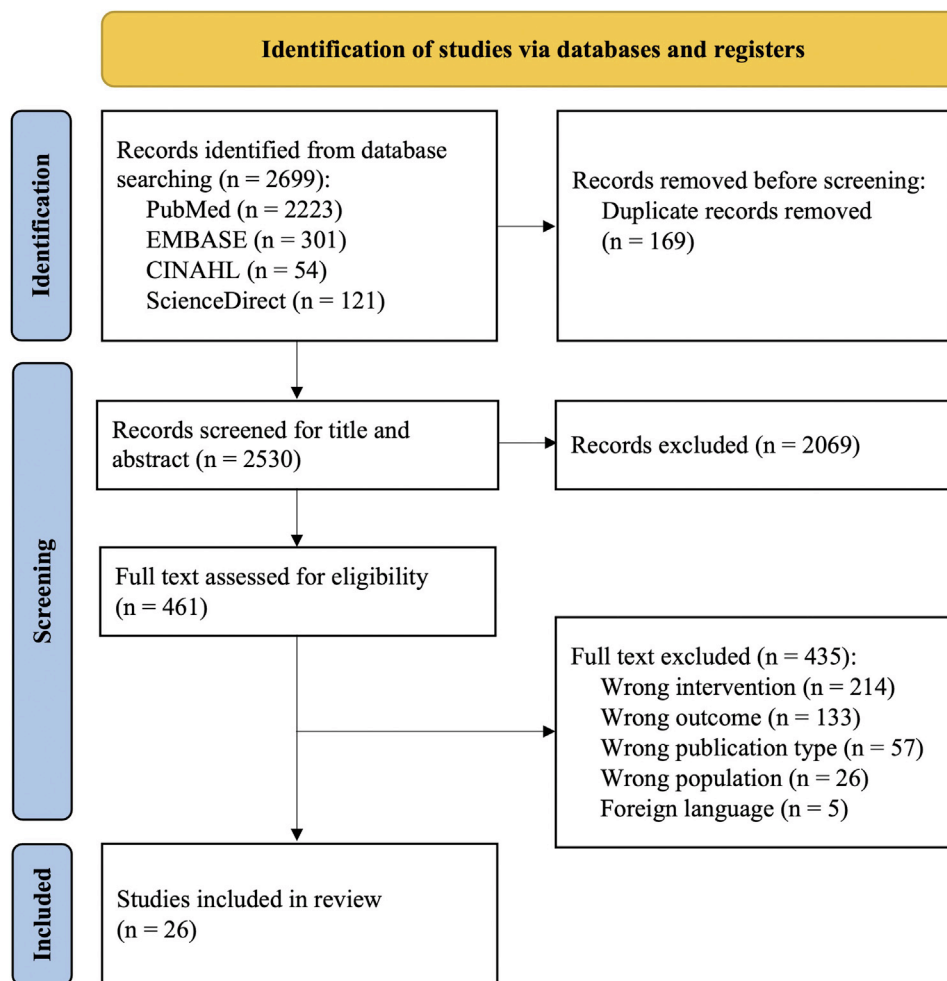 Identification of studies via databases and registers
Identification
Records identified from database
searching (n = 2699):
PubMed (n = 2223)
EMBASE (n = 301)
CINAHL (n = 54)
ScienceDirect (n = 121)
Records removed before screening:
Duplicate records removed
(n = 169)
Screening
Records screened for title and
abstract (n = 2530)
Records excluded (n = 2069)
Full text assessed for eligibility
(n = 461)
Full text excluded (n = 435):
Wrong intervention (n = 214)
Wrong outcome (n = 133)
Wrong publication type (n = 57)
Wrong population (n = 26)
Foreign language (n = 5)
Included
Studies included in review
(n = 26)